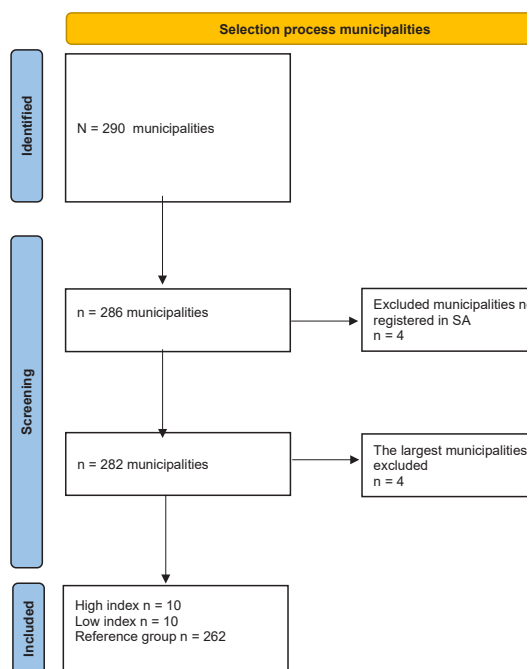 Selection process municipalities
Identified
N = 290 municipalities
Screening
n = 286 municipalities
Excluded municipalities
registered in SA
n = 4
n = 282 municipalities
The largest municipalities
excluded
n = 4
Included
High index n = 10
Low index n = 10
Reference group n = 262